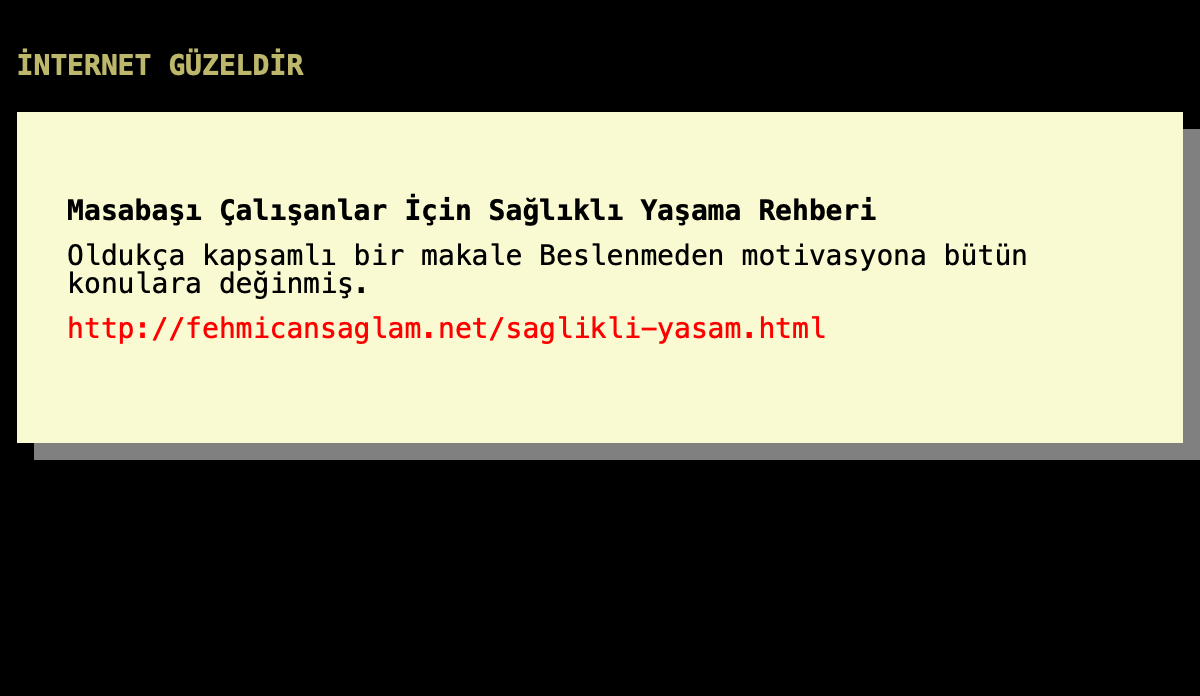 İNTERNET GÜZELDİR
Masabaşı Çalışanlar İçin Sağlıklı Yaşama Rehberi
Oldukça kapsamlı bir makale Beslenmeden motivasyona bütün
konulara değinmiş.
http://fehmicansaglam.net/saglikli-yasam.html